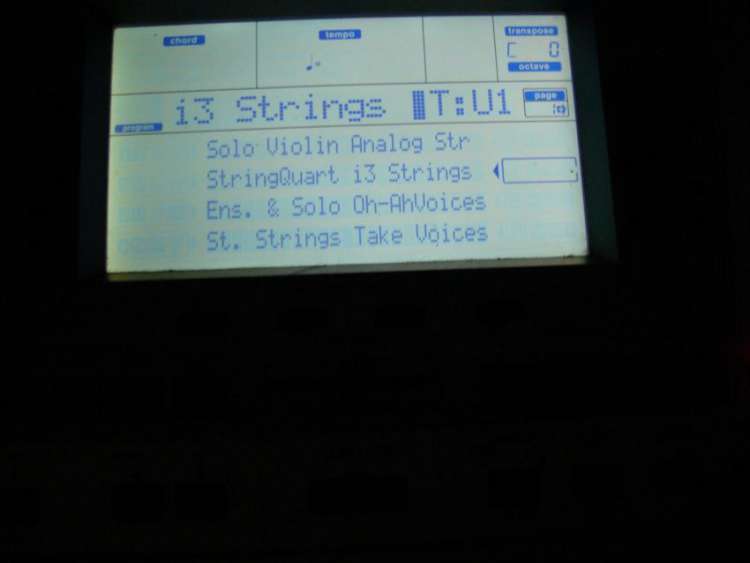 chord
tempo
transpose
C 0
octave
i3 Strings T:U1
page
program
Solo Violin Analog Str
StringQuart i3 Strings
Ens. & Solo Oh-AhVoices
St. Strings Take Voices